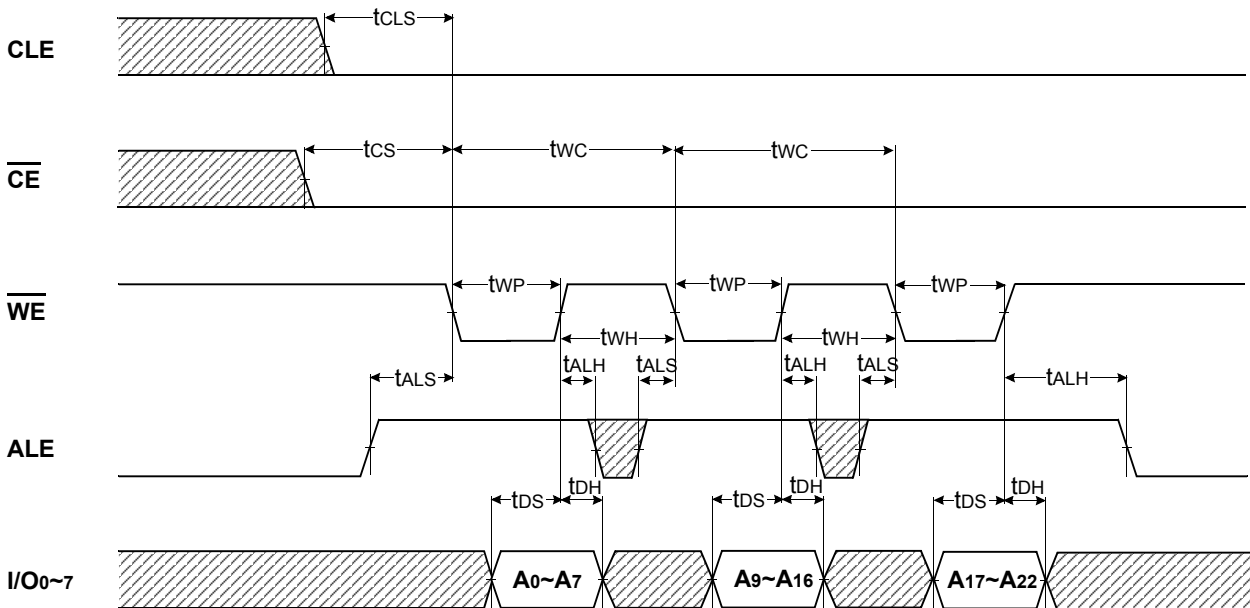 CLE
tCLS
CE
tCS tWC tWC
WE
tWP tWP tWP
tWH tWH
tALS tALH tALS tALH tALS tALH
ALE
tDS tDH tDS tDH tDS tDH
I/O0~7 A0~A7 A9~A16 A17~A22